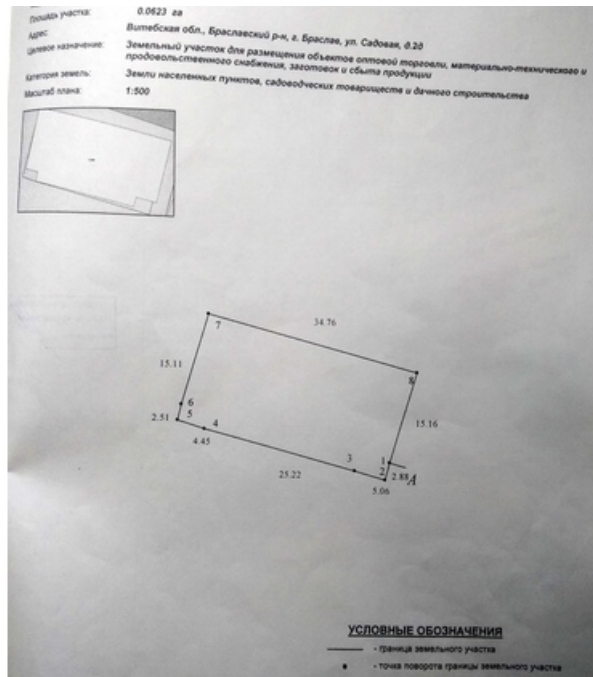 Площадь участка: 0.0623 га
Адрес: Витебская обл., Браславский р-н, г. Браслав, ул. Садовая, д.2д
Целевое назначение: Земельный участок для размещения объектов оптовой торговли, материально-технического и
продовольственного снабжения, заготовок и сбыта продукции
Категория земель: Земли населенных пунктов, садоводческих товариществ и дачного строительства
Масштаб плана: 1:500
7
34.76
8
15.11
6
2.51 5
4
4.45
15.16
3
1
2
2.88 А
25.22
5.06
УСЛОВНЫЕ ОБОЗНАЧЕНИЯ
- граница земельного участка
- точка поворота границы земельного участка